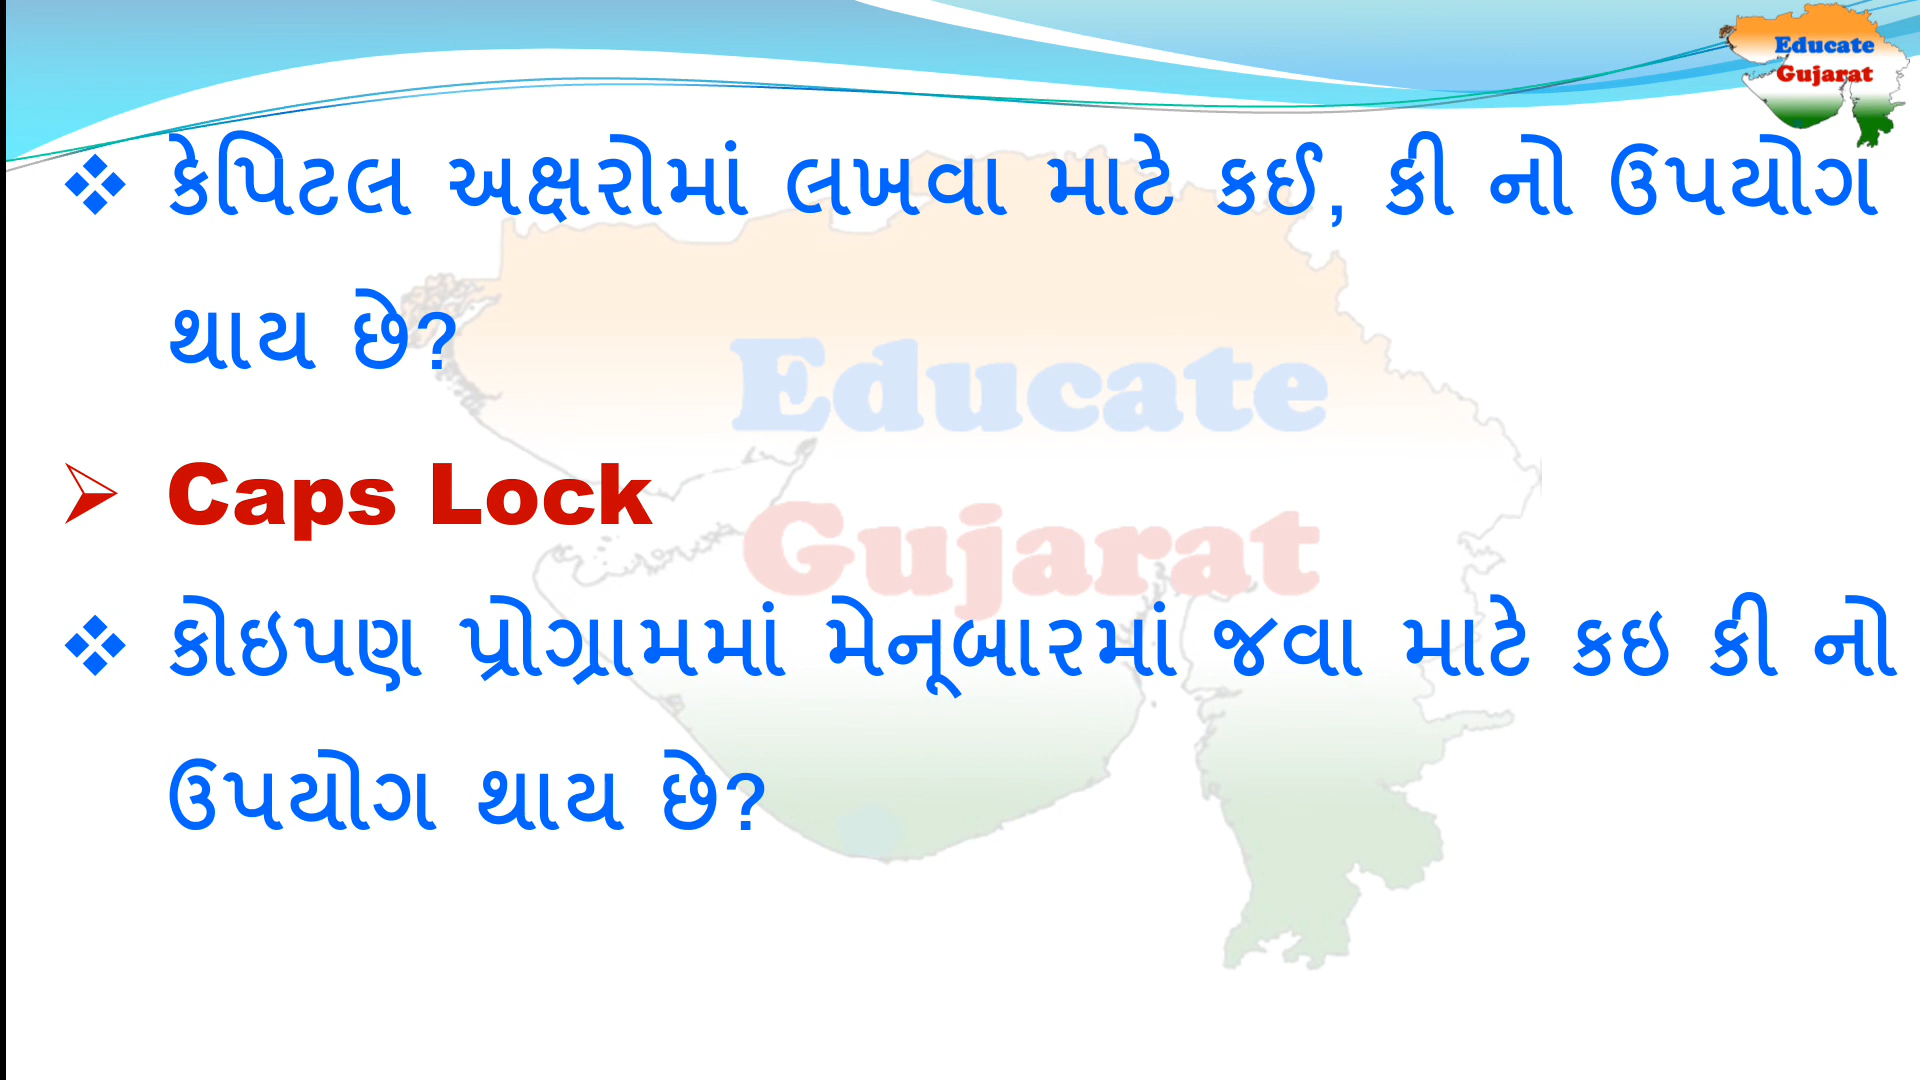 Educate
Gujarat
❖ કેપિટલ અક્ષરોમાં લખવા માટે કઈ, કી નો ઉપયોગ
થાય છે?
Educate
➢ Caps Lock
Gujarat
❖ કોઇપણ પ્રોગ્રામમાં મેનૂબારમાં જવા માટે કઇ કી નો
ઉપયોગ થાય છે?